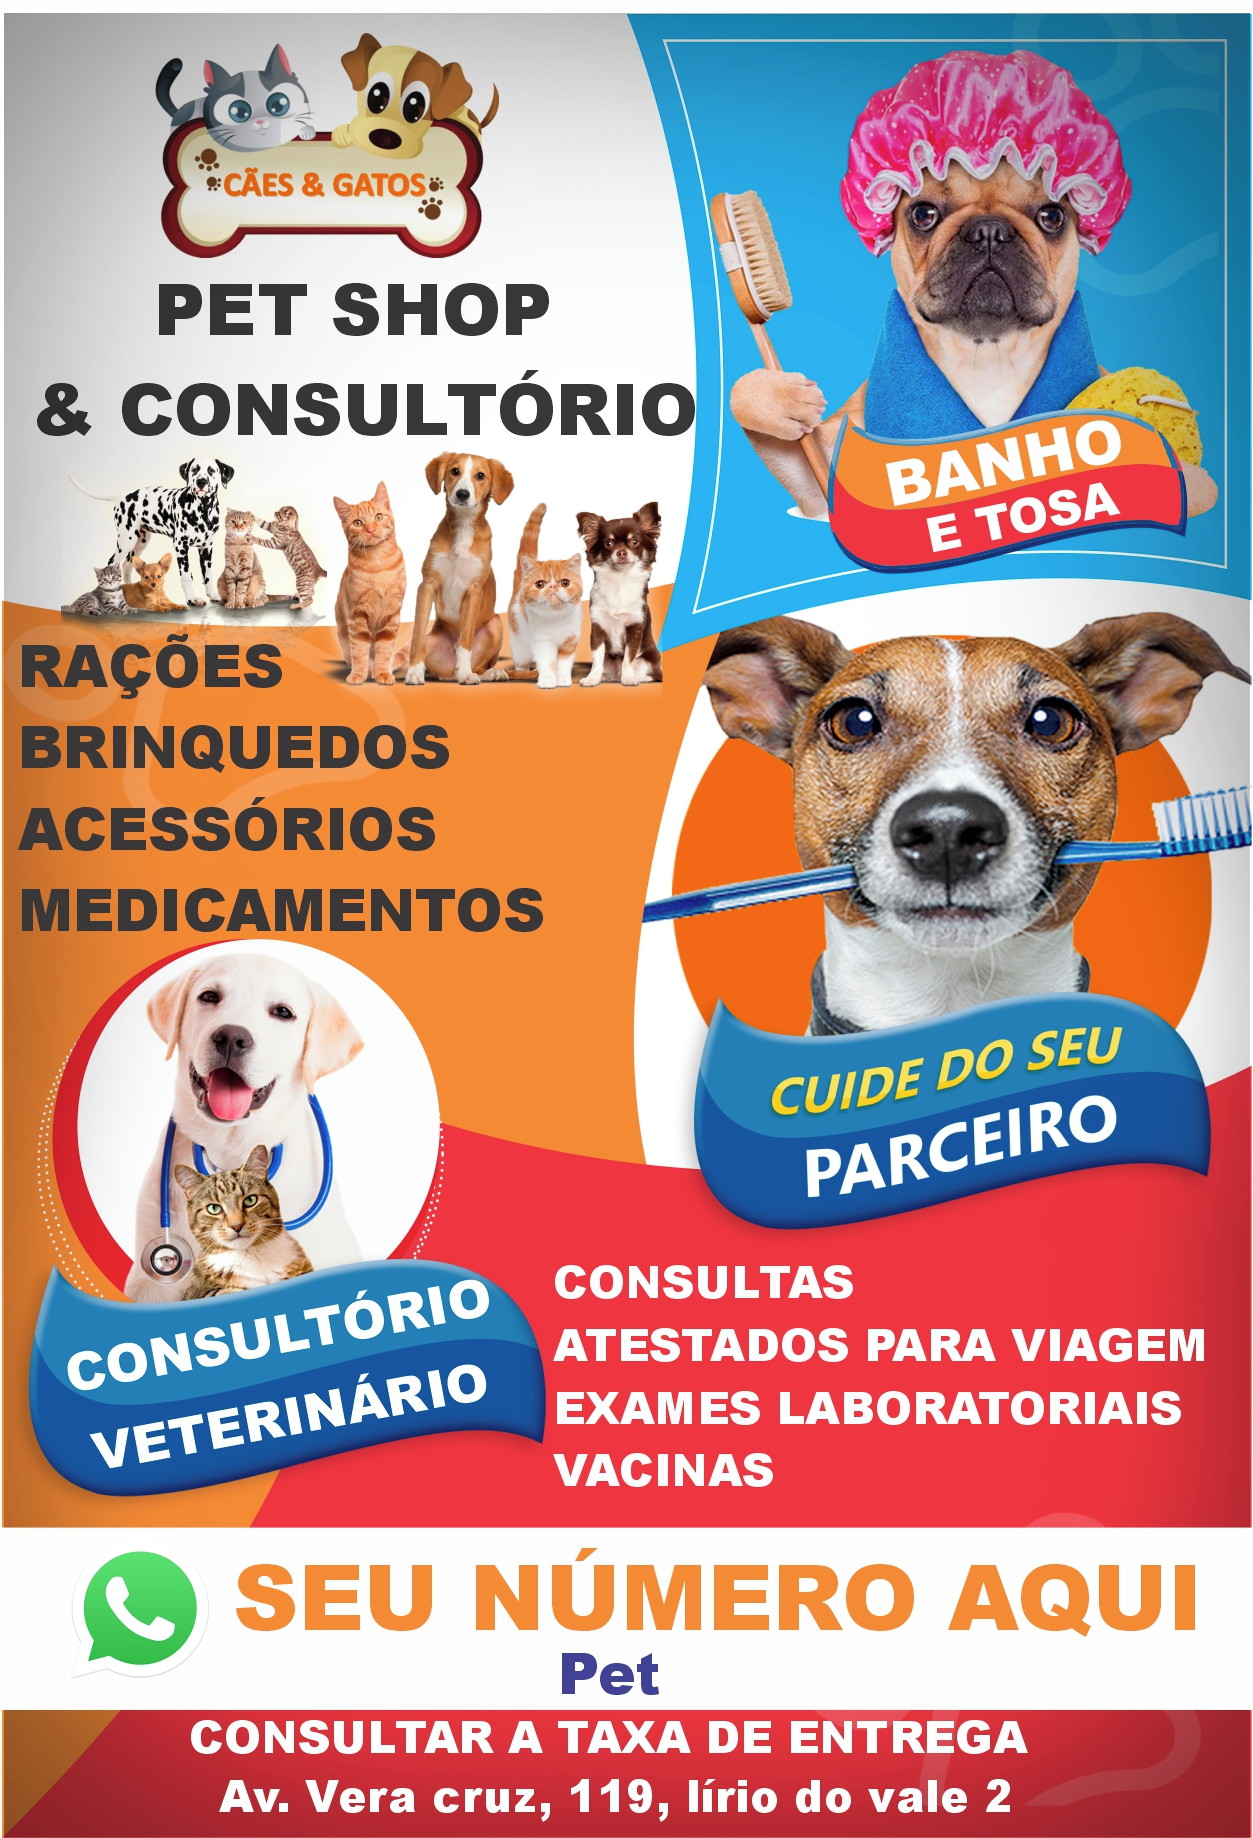 CÃES & GATOS
PET SHOP
& CONSULTÓRIO
BANHO
E TOSA
RAÇÕES
BRINQUEDOS
ACESSÓRIOS
MEDICAMENTOS
CUIDE DO SEU
PARCEIRO
CONSULTÓRIO
VETERINÁRIO
CONSULTAS
ATESTADOS PARA VIAGEM
EXAMES LABORATORIAIS
VACINAS
SEU NÚMERO AQUI
Pet
CONSULTAR A TAXA DE ENTREGA
Av. Vera cruz, 119, lírio do vale 2